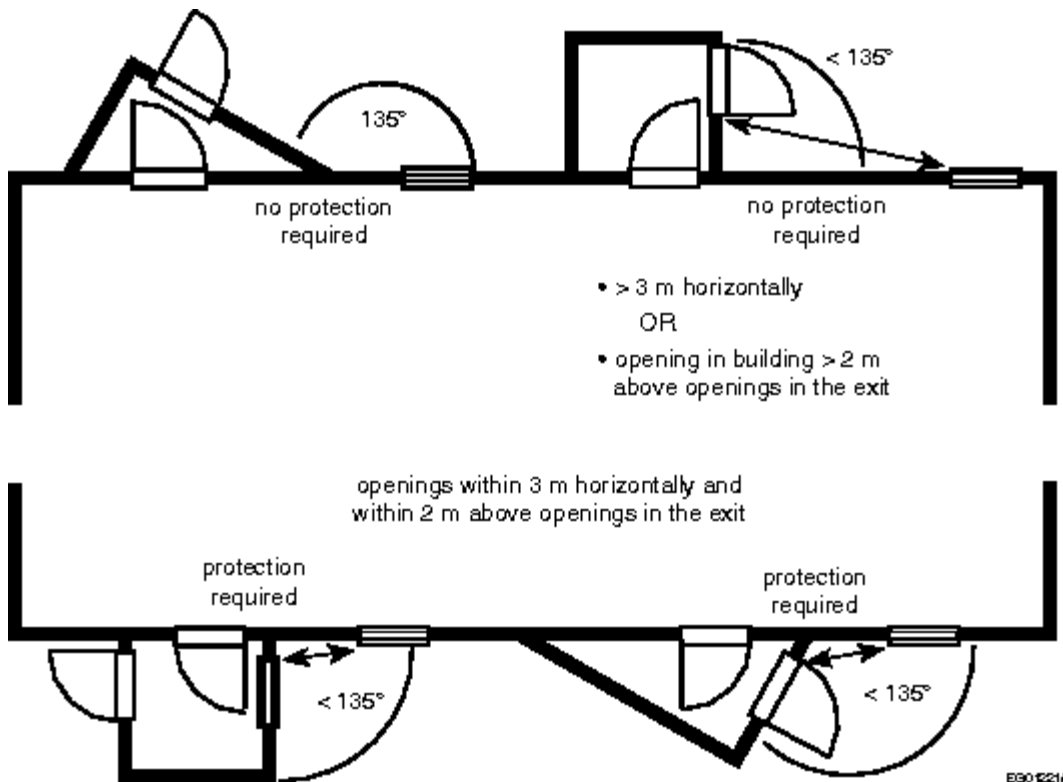 135°
< 135°
no protection
required
no protection
required
• > 3 m horizontally
OR
• opening in building > 2 m
above openings in the exit
openings within 3 m horizontally and
within 2 m above openings in the exit
protection
required
protection
required
< 135°
< 135°